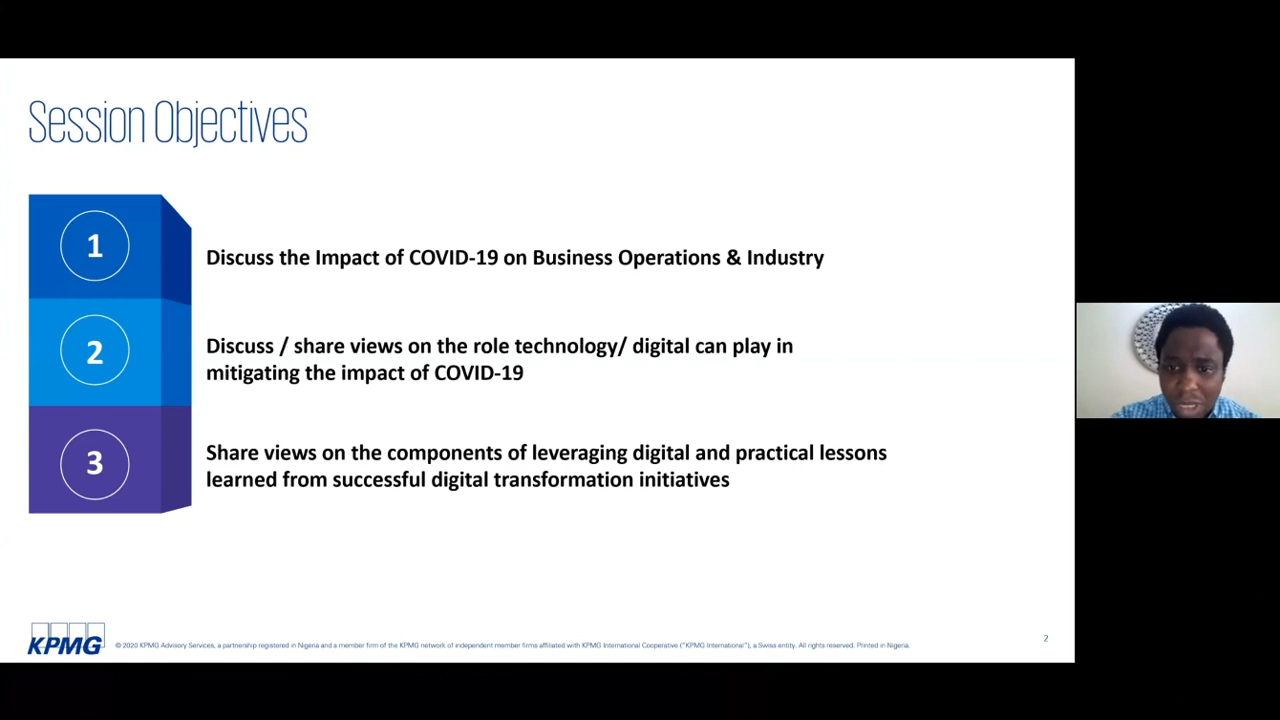 Session Objectives
1
Discuss the Impact of COVID-19 on Business Operations & Industry
2
Discuss / share views on the role technology/ digital can play in
mitigating the impact of COVID-19
3
Share views on the components of leveraging digital and practical lessons
learned from successful digital transformation initiatives
KPMG
© 2020 KPMG Advisory Services, a partnership registered in Nigeria and a member firm of the KPMG network of independent member firms affiliated with KPMG International Cooperative ("KPMG International"), a Swiss entity. All rights reserved. Printed in Nigeria.
2